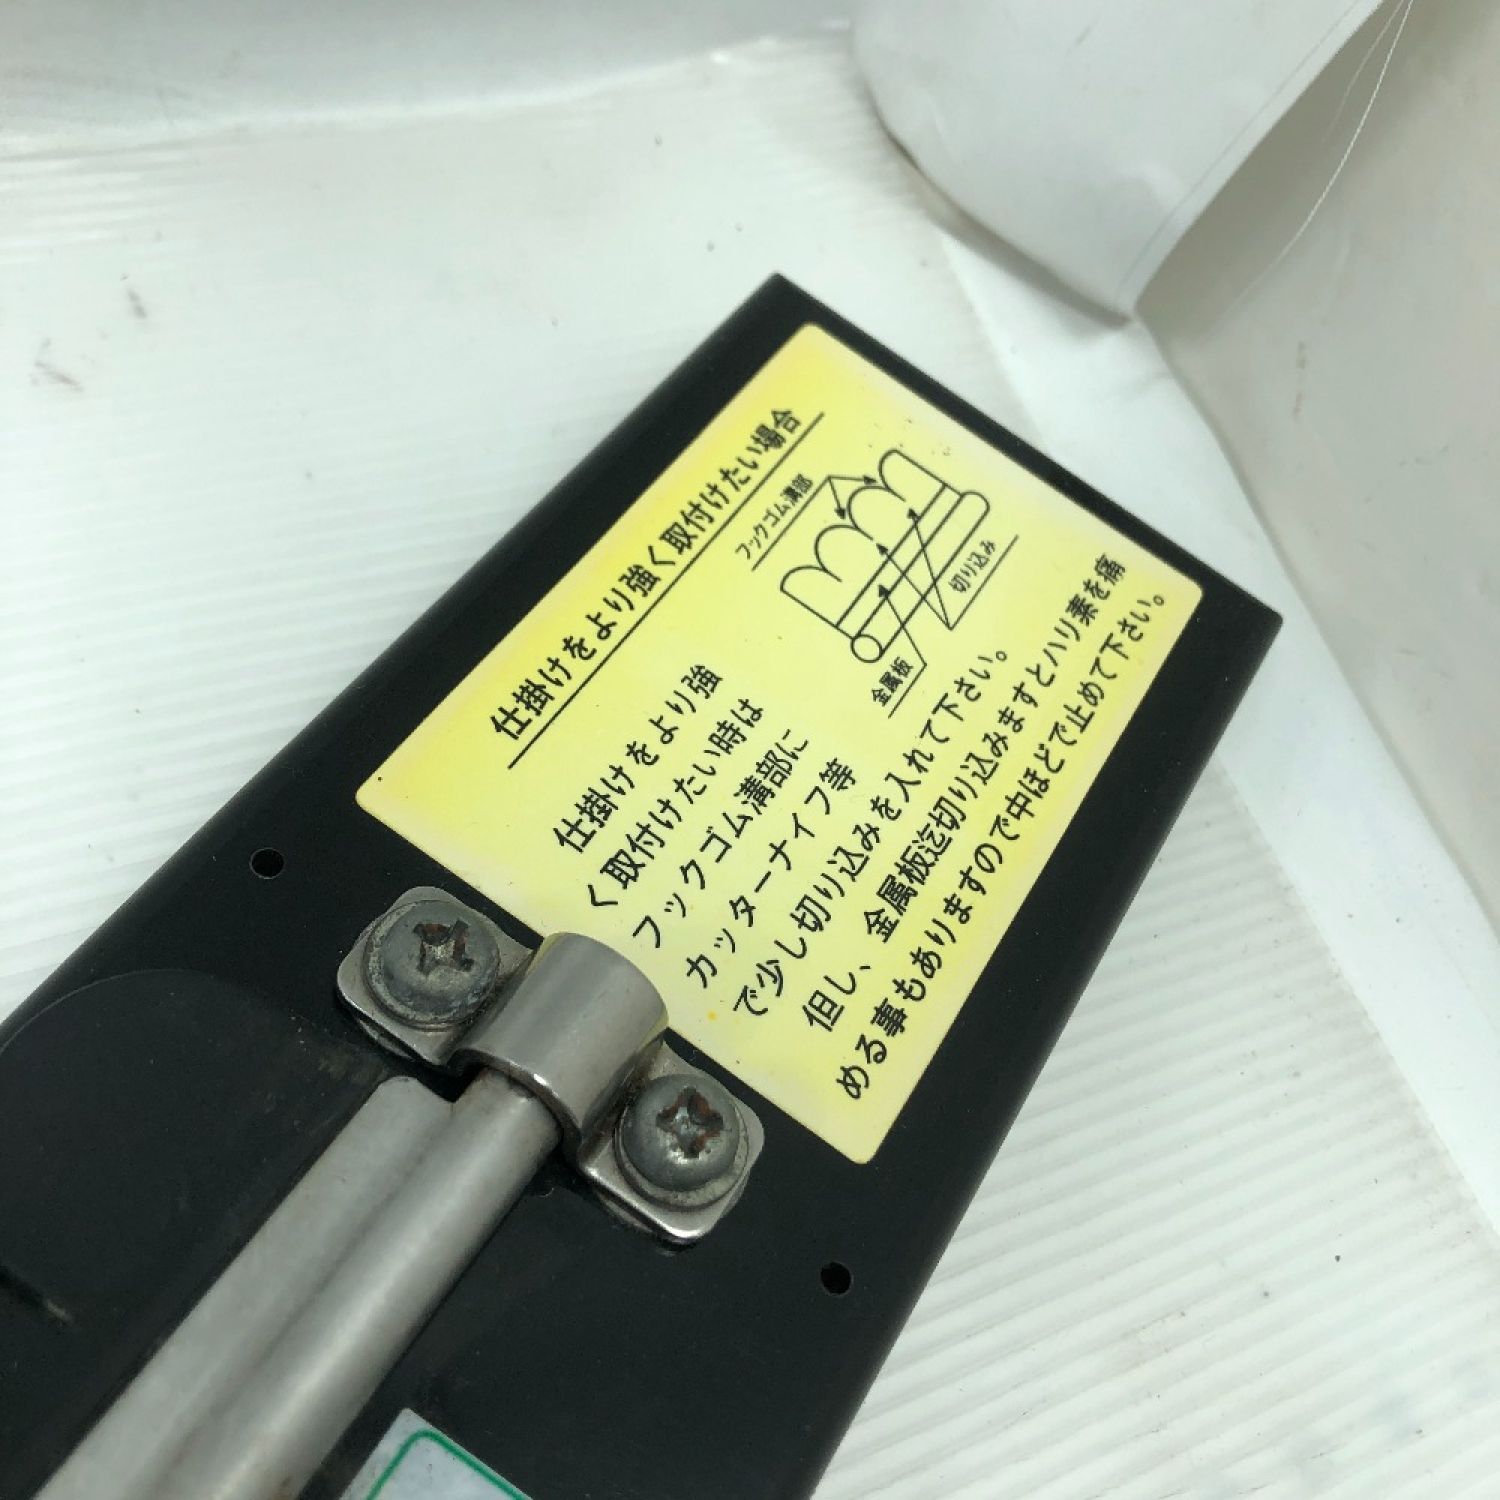 仕掛けをより強く取付けたい場合
フックゴム溝部
切り込み
金属板
仕掛けをより強
く取付けたい時は
フックゴム溝部に
カッターナイフ等
で少し切り込みを入れて下さい。
但し、金属板迄切り込みますとハリ素を痛
める事もありますので中ほどで止めて下さい。